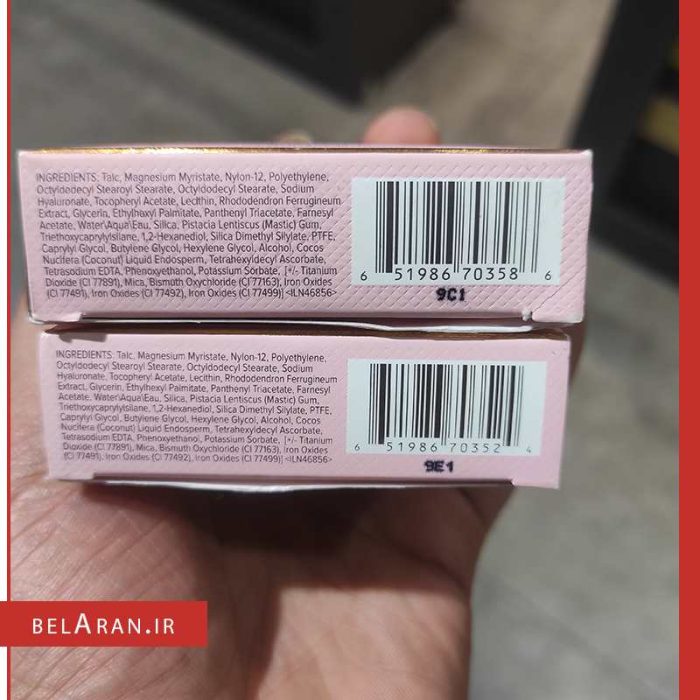 INGREDIENTS: Talc, Magnesium Myristate, Nylon-12, Polyethylene,
Octyldodecyl Stearoyl Stearate, Octyldodecyl Stearate, Sodium
Hyaluronate, Tocopheryl Acetate, Lecithin, Rhododendron Ferrugineum
Extract, Glycerin, Ethylhexyl Palmitate, Panthenyl Triacetate, Farnesyl
Acetate, Water\Aqua\Eau, Silica, Pistacia Lentiscus (Mastic) Gum,
Triethoxycaprylylsilane, 1,2-Hexanediol, Silica Dimethyl Silylate, PTFE,
Caprylyl Glycol, Butylene Glycol, Hexylene Glycol, Alcohol, Cocos
Nucifera (Coconut) Liquid Endosperm, Tetrahexyldecyl Ascorbate,
Tetrasodium EDTA, Phenoxyethanol, Potassium Sorbate, [+/- Titanium
Dioxide (CI 77891), Mica, Bismuth Oxychloride (CI 77163), Iron Oxides
(CI 77491), Iron Oxides (CI 77492), Iron Oxides (CI 77499)] <ILN46856>
6 51986 70358 6
9C1
INGREDIENTS: Talc, Magnesium Myristate, Nylon-12, Polyethylene,
Octyldodecyl Stearoyl Stearate, Octyldodecyl Stearate, Sodium
Hyaluronate, Tocopheryl Acetate, Lecithin, Rhododendron Ferrugineum
Extract, Glycerin, Ethylhexyl Palmitate, Panthenyl Triacetate, Farnesyl
Acetate, Water\Aqua\Eau, Silica, Pistacia Lentiscus (Mastic) Gum,
Triethoxycaprylylsilane, 1,2-Hexanediol, Silica Dimethyl Silylate, PTFE,
Caprylyl Glycol, Butylene Glycol, Hexylene Glycol, Alcohol, Cocos
Nucifera (Coconut) Liquid Endosperm, Tetrahexyldecyl Ascorbate,
Tetrasodium EDTA, Phenoxyethanol, Potassium Sorbate, [+/- Titanium
Dioxide (CI 77891), Mica, Bismuth Oxychloride (CI 77163), Iron Oxides
(CI 77491), Iron Oxides (CI 77492), Iron Oxides (CI 77499)] <ILN46856>
6 51986 70352 4
9E1
BELARAN.IR